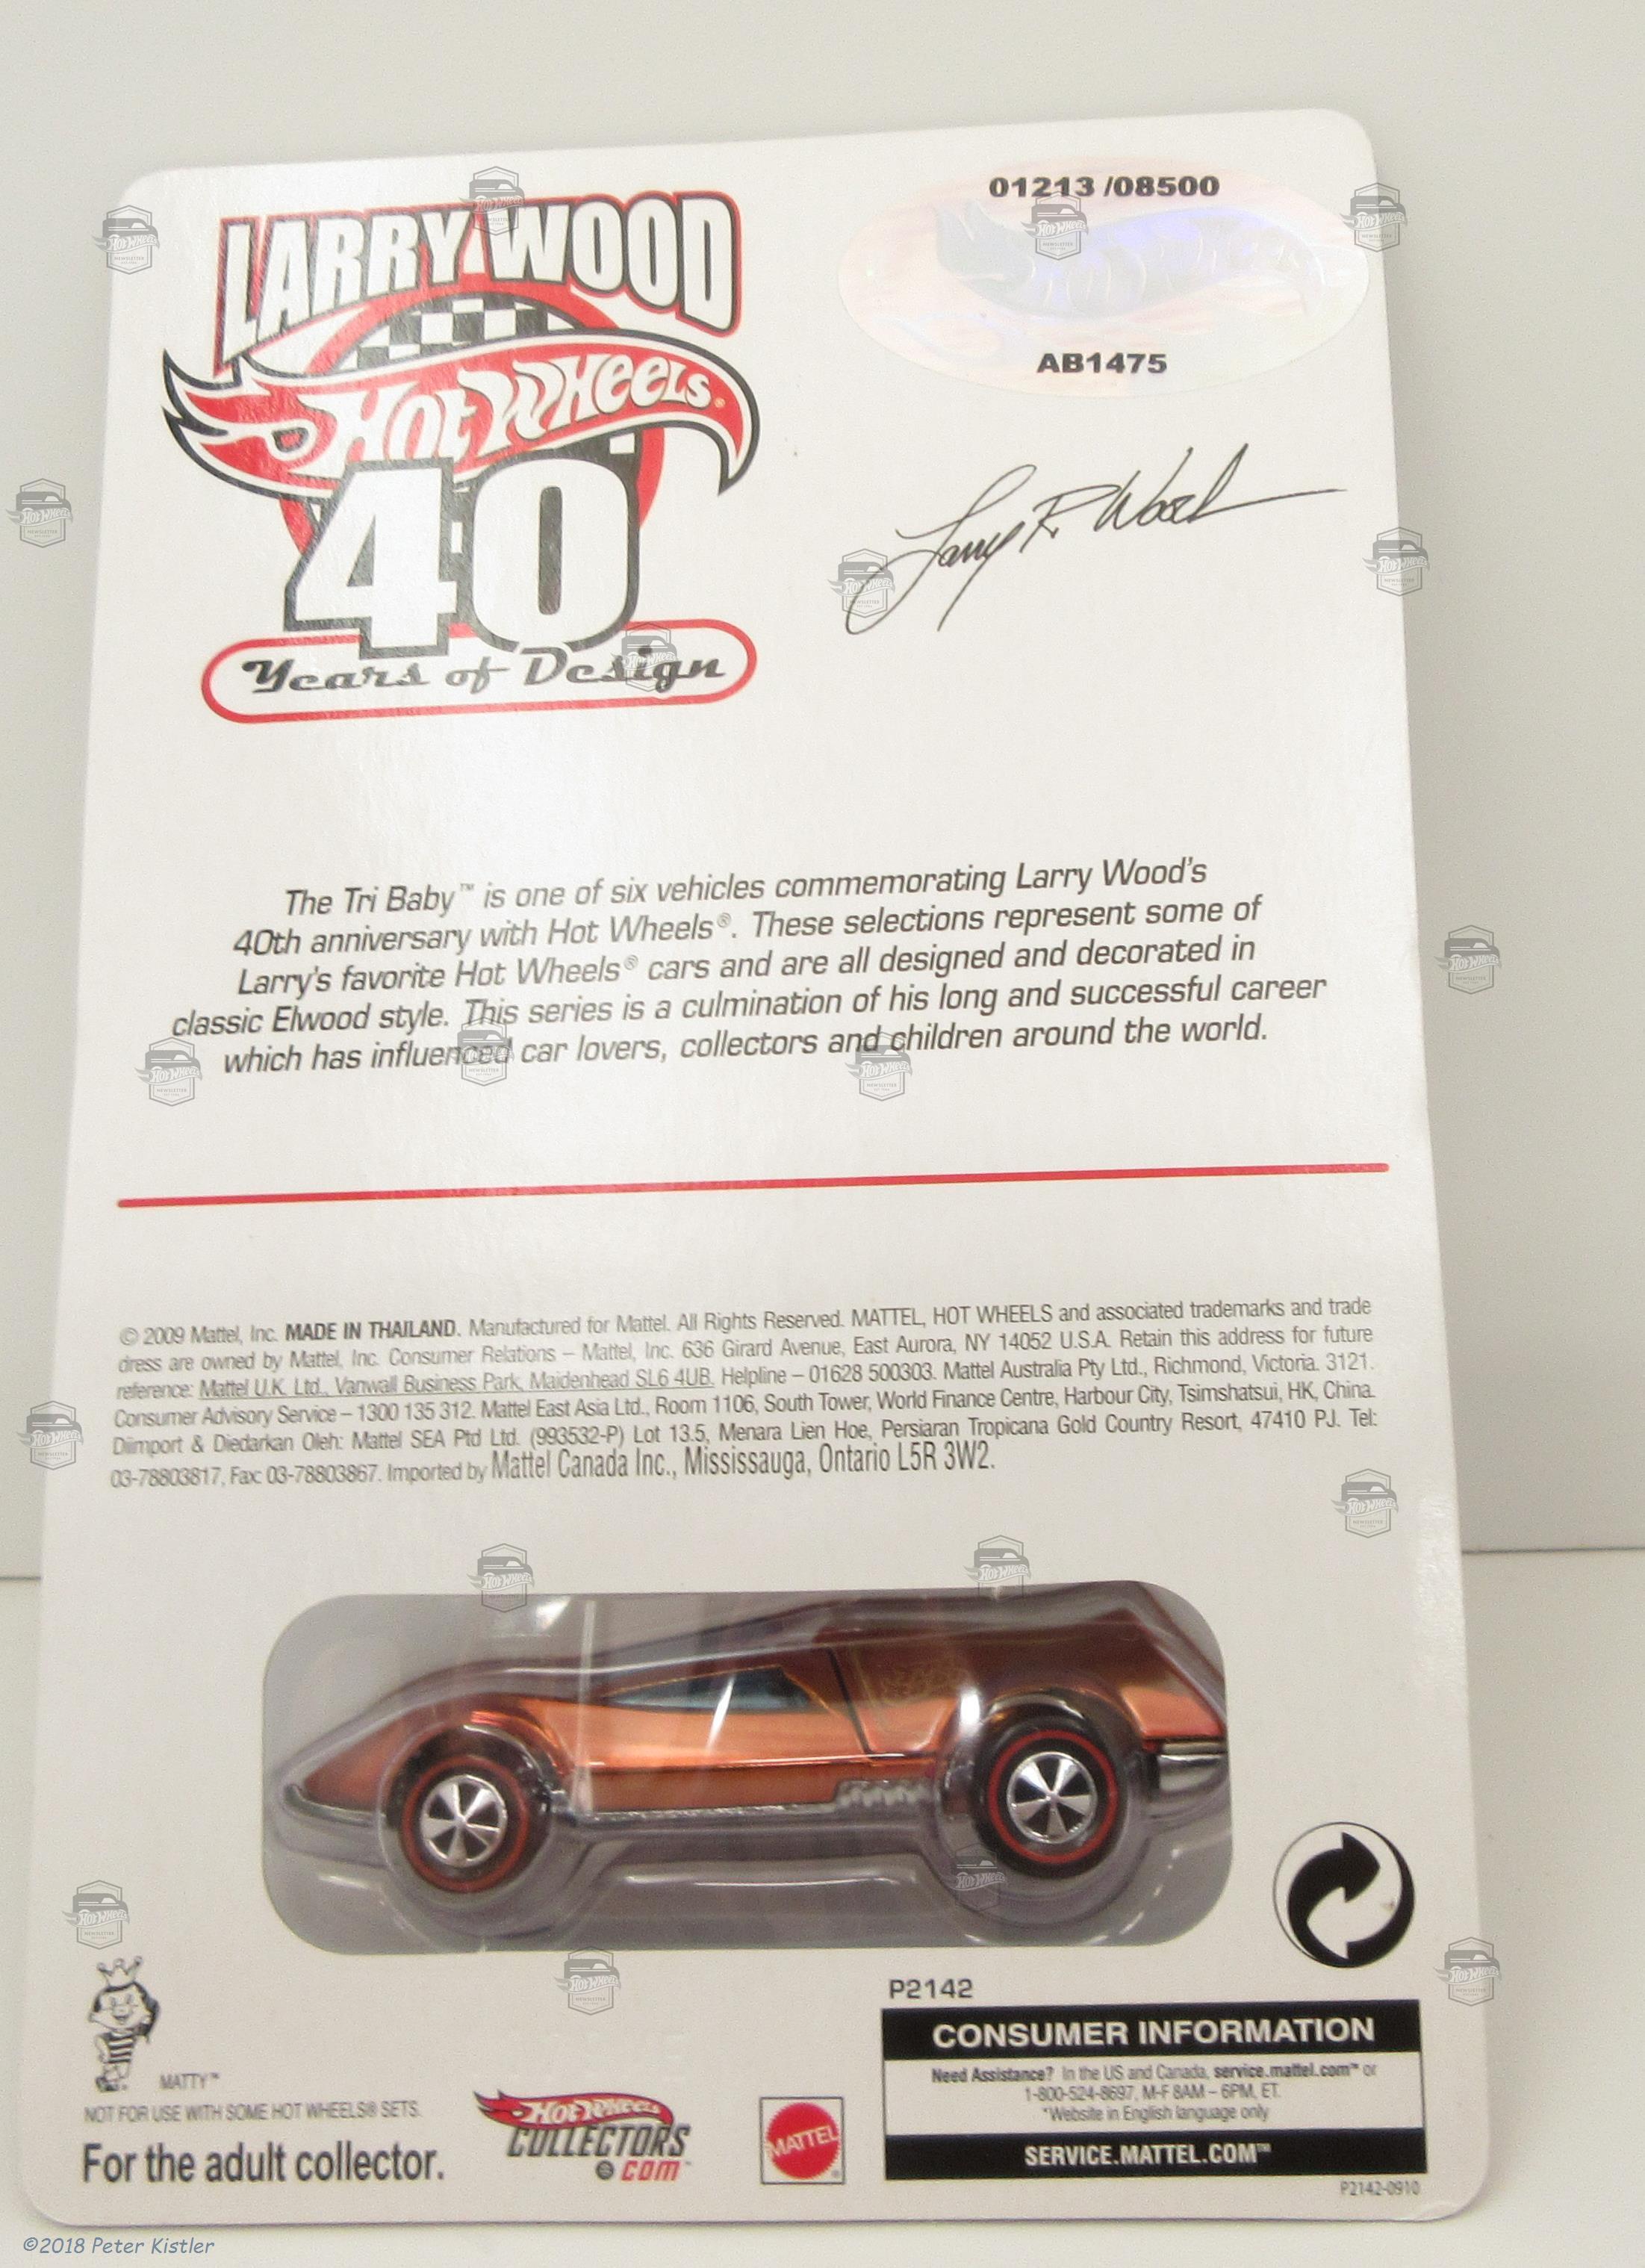 01213 /08500
LARRY WOOD
Hot Wheels
AB1475
40
Larry R Wood
Years of Design
The Tri Baby™ is one of six vehicles commemorating Larry Wood's
40th anniversary with Hot Wheels®. These selections represent some of
Larry's favorite Hot Wheels® cars and are all designed and decorated in
classic Elwood style. This series is a culmination of his long and successful career
which has influenced car lovers, collectors and children around the world.
© 2009 Mattel, Inc. MADE IN THAILAND. Manufactured for Mattel. All Rights Reserved. MATTEL, HOT WHEELS and associated trademarks and trade
dress are owned by Mattel, Inc. Consumer Relations – Mattel, Inc. 636 Girard Avenue, East Aurora, NY 14052 U.S.A. Retain this address for future
reference: Mattel U.K. Ltd., Vanwall Business Park, Maidenhead SL6 4UB. Helpline – 01628 500303. Mattel Australia Pty Ltd., Richmond, Victoria. 3121.
Consumer Advisory Service – 1300 135 312. Mattel East Asia Ltd., Room 1106, South Tower, World Finance Centre, Harbour City, Tsimshatsui, HK, China.
Diimport & Diedarkan Oleh: Mattel SEA Ptd Ltd. (993532-P) Lot 13.5, Menara Lien Hoe, Persiaran Tropicana Gold Country Resort, 47410 PJ. Tel:
03-78803817, Fax: 03-78803867. Imported by Mattel Canada Inc., Mississauga, Ontario L5R 3W2.
P2142
CONSUMER INFORMATION
Need Assistance? In the US and Canada, service.mattel.com™ or
1-800-524-8697, M-F 8AM – 6PM, ET.
*Website in English language only
SERVICE.MATTEL.COM™
P2142-0910
MATTY™
NOT FOR USE WITH SOME HOT WHEELS® SETS.
For the adult collector.
Hot Wheels
COLLECTORS
.COM™
MATTEL
©2018 Peter Kistler